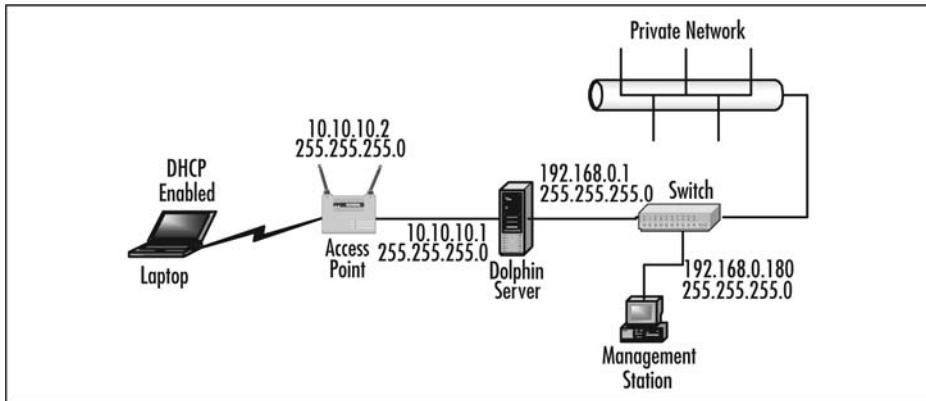 Private Network
10.10.10.2
255.255.255.0
DHCP
Enabled
Laptop
Access
Point
10.10.10.1
255.255.255.0
192.168.0.1
255.255.255.0
Dolphin
Server
Switch
192.168.0.180
255.255.255.0
Management
Station